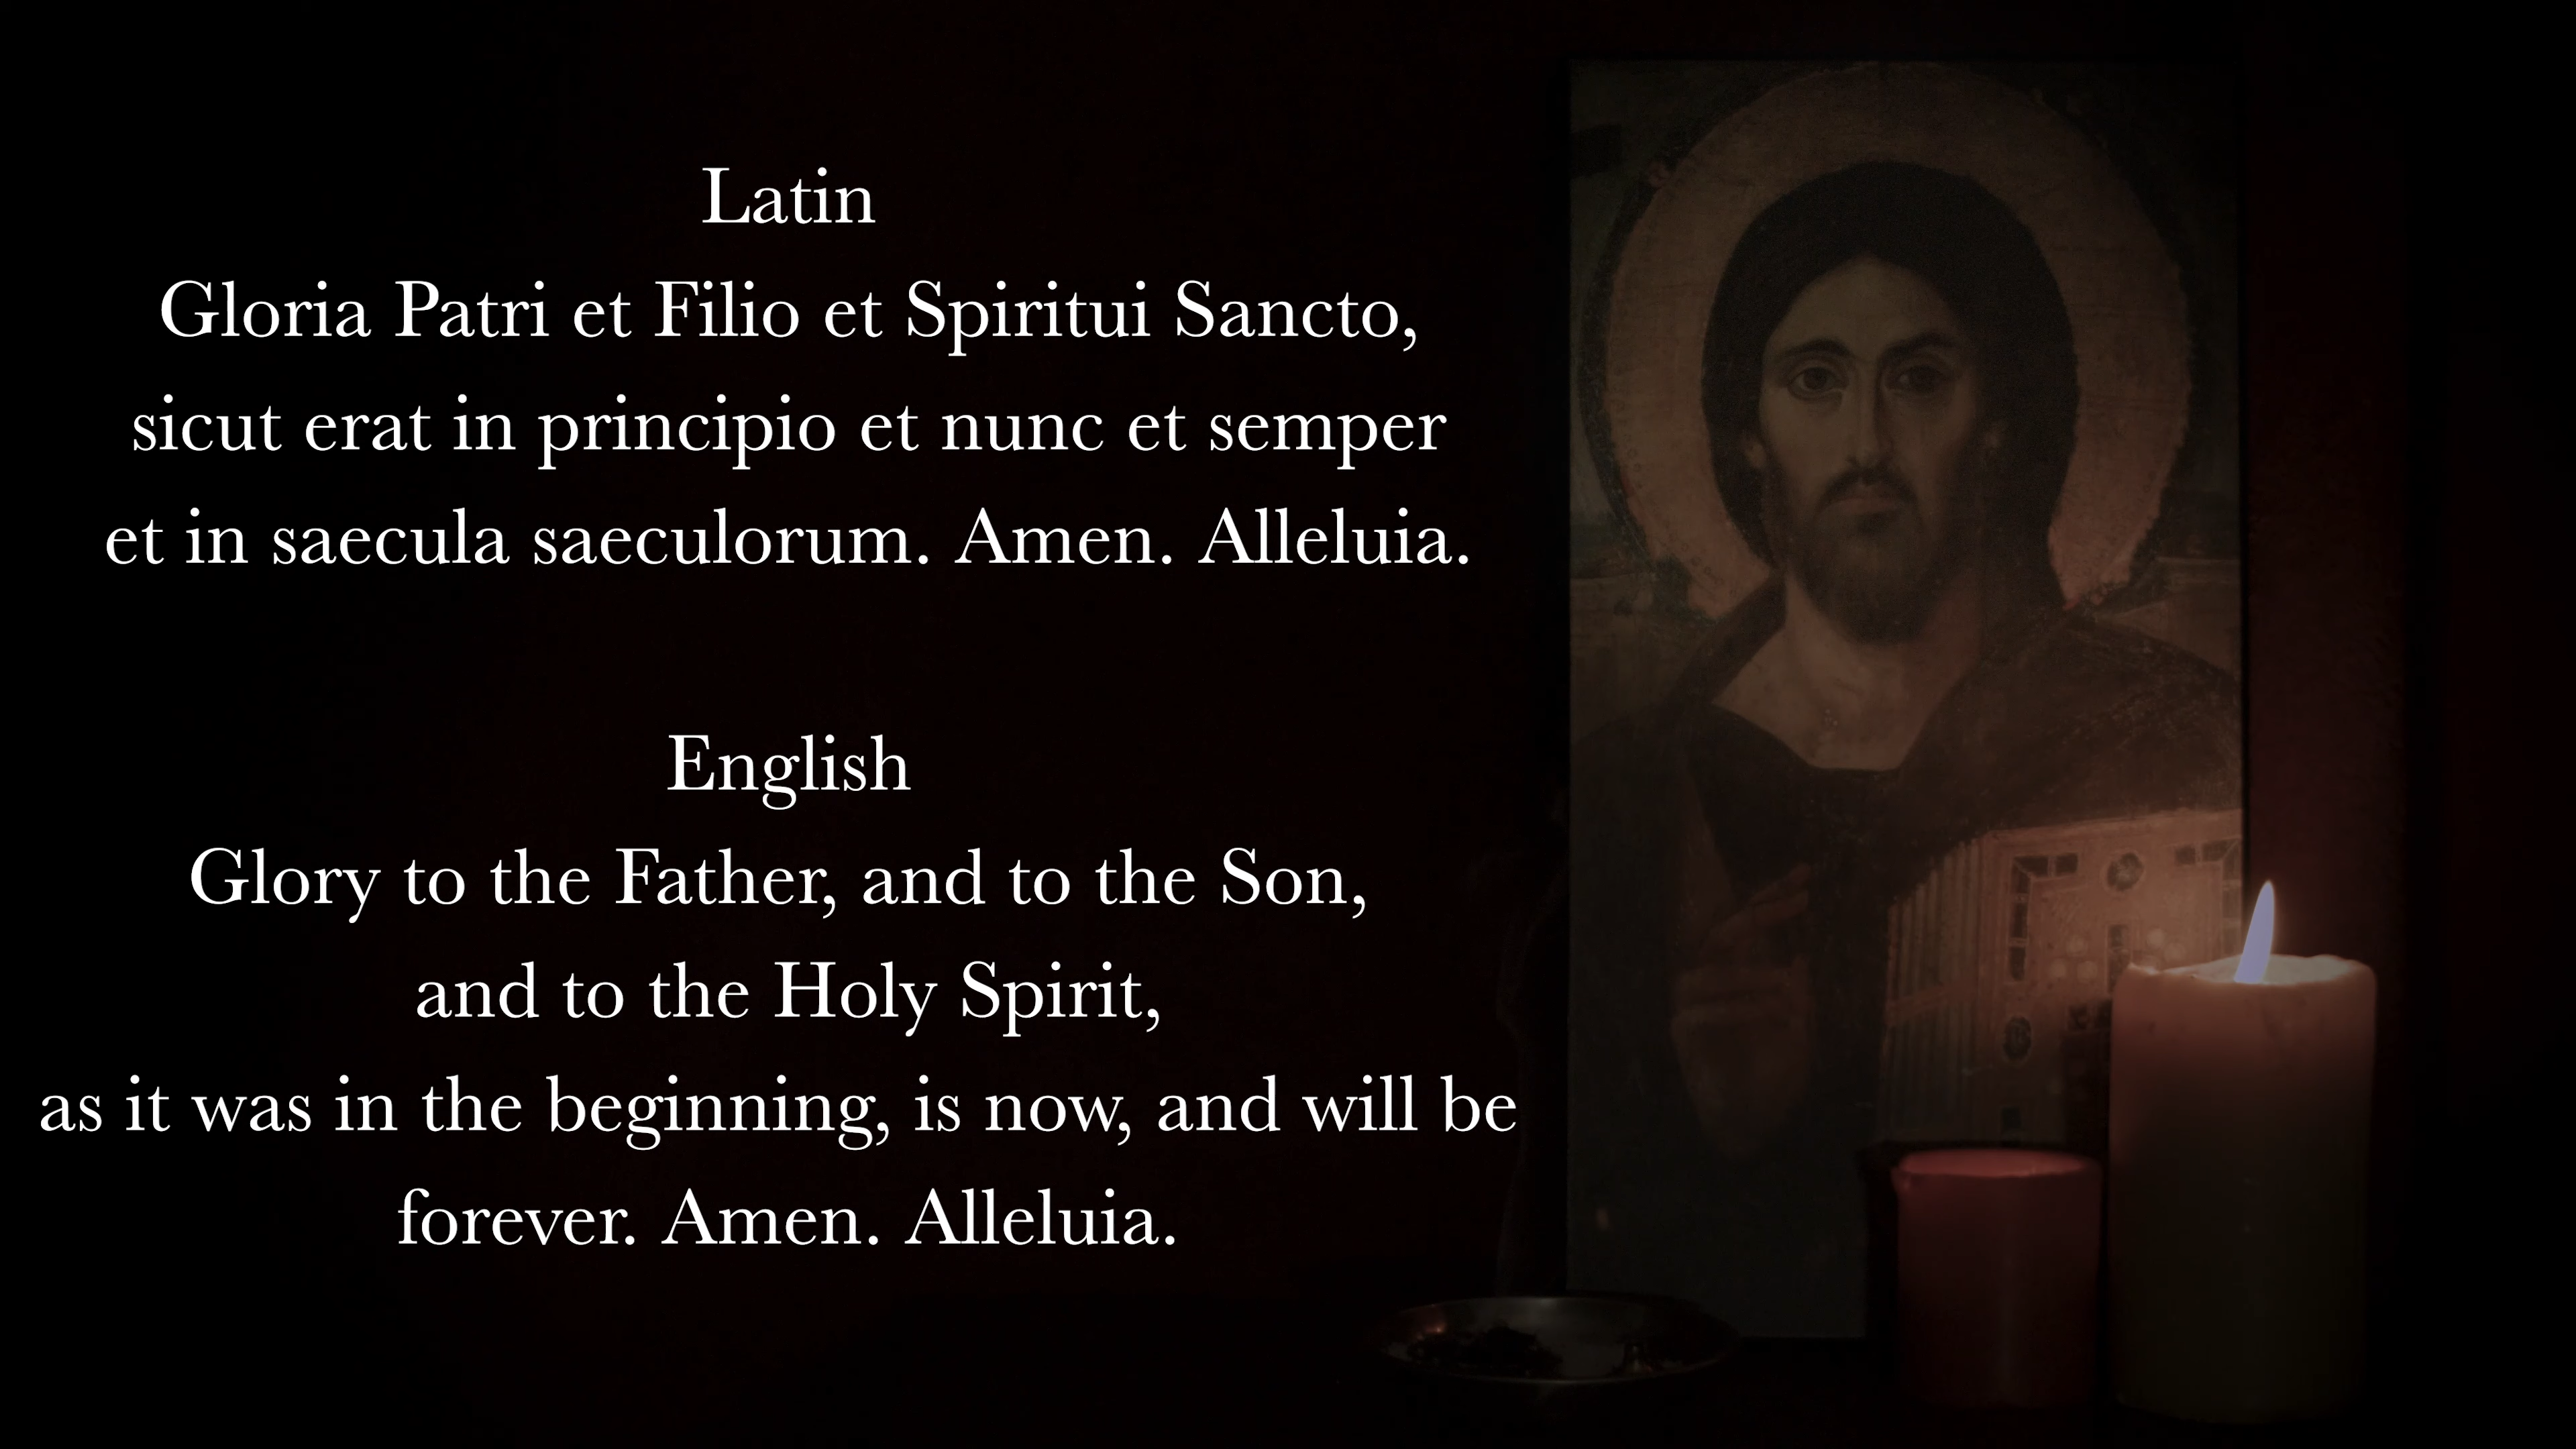 Latin
Gloria Patri et Filio et Spiritui Sancto,
sicut erat in principio et nunc et semper
et in saecula saeculorum. Amen. Alleluia.
English
Glory to the Father, and to the Son,
and to the Holy Spirit,
as it was in the beginning, is now, and will be
forever. Amen. Alleluia.